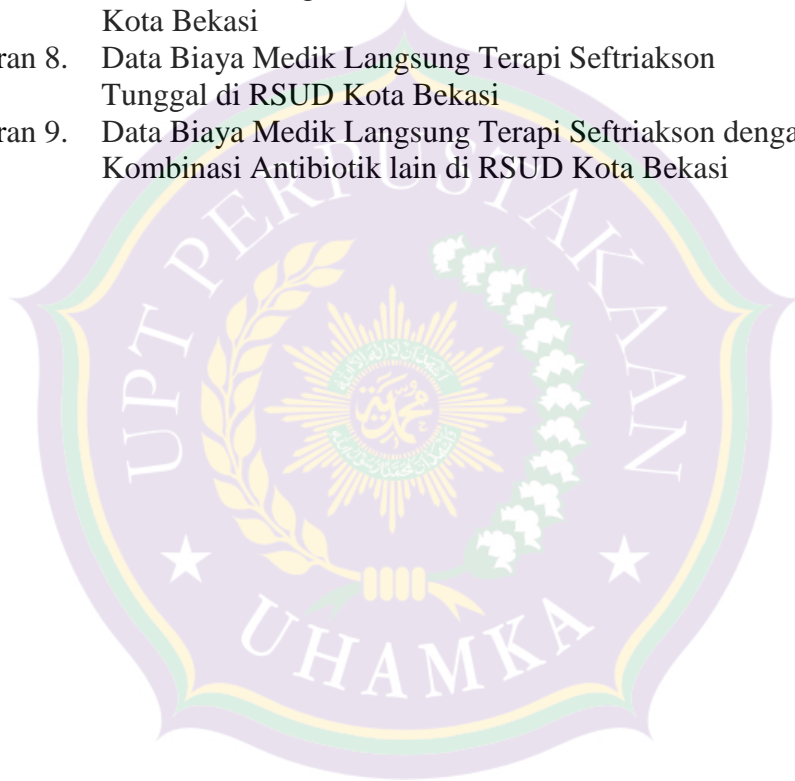 Kota Bekasi
ran 8. Data Biaya Medik Langsung Terapi Seftriakson
Tunggal di RSUD Kota Bekasi
ran 9. Data Biaya Medik Langsung Terapi Seftriakson denga
Kombinasi Antibiotik lain di RSUD Kota Bekasi
UPT PERPUSTAKAAN
محمدية
UHAMKA